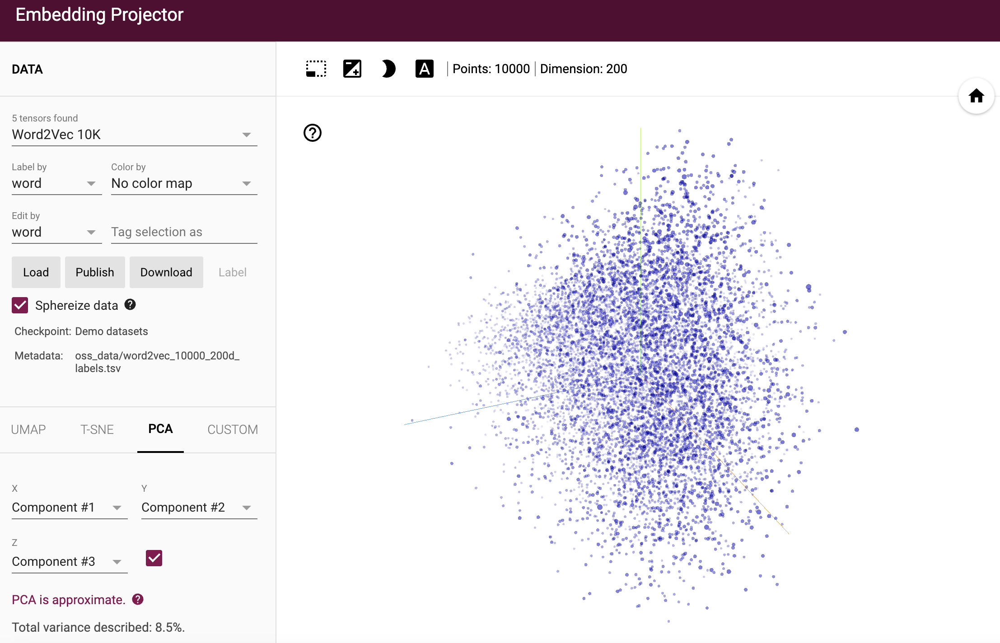 Embedding Projector
DATA
A
Points: 10000
Dimension: 200
5 tensors found
Word2Vec 10K
Label by
Color by
word
No color map
Edit by
word
Tag selection as
Load
Publish
Download
Label
Sphereize data
Checkpoint: Demo datasets
Metadata: oss_data/word2vec_10000_200d_
labels.tsv
UMAP
T-SNE
PCA
CUSTOM
X
Y
Component #1
Component #2
Z
Component #3
PCA is approximate.
Total variance described: 8.5%.